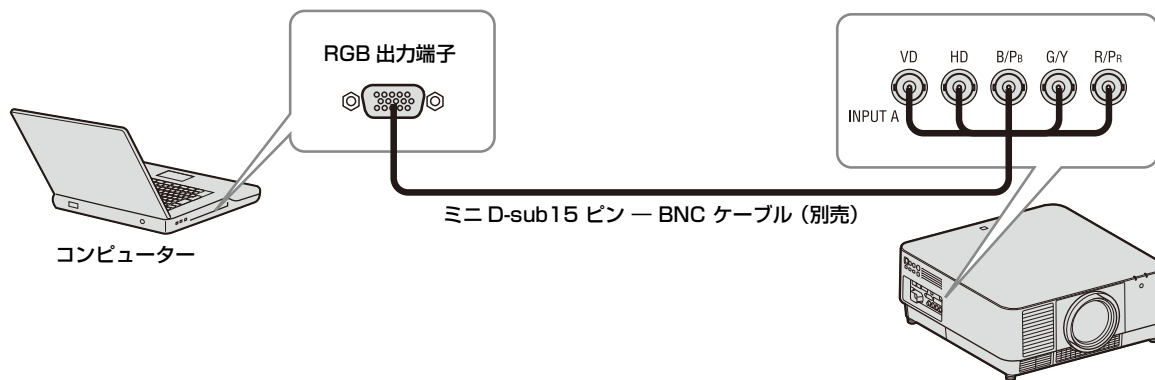 RGB 出力端子
VD HD B/PB G/Y R/PR
INPUT A
ミニ D-sub15 ピン — BNC ケーブル（別売）
コンピューター